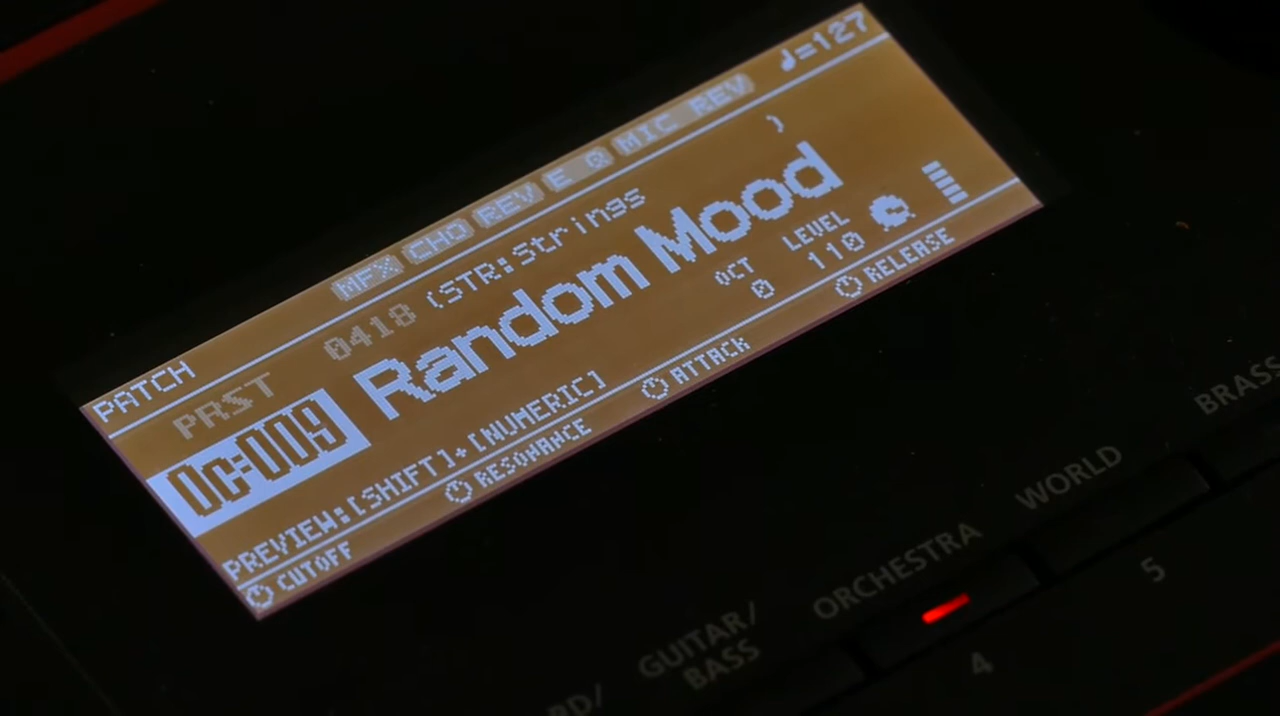 PATCH MFX CHO REV E Q MIC REV ♩=127
PRST 0418 (STR:Strings )
Oc:009 Random Mood
OCT LEVEL
0 110
PREVIEW:[SHIFT]+[NUMERIC]
CUTOFF RESONANCE ATTACK RELEASE
RD/ GUITAR/ ORCHESTRA WORLD BRASS
BASS
4 5